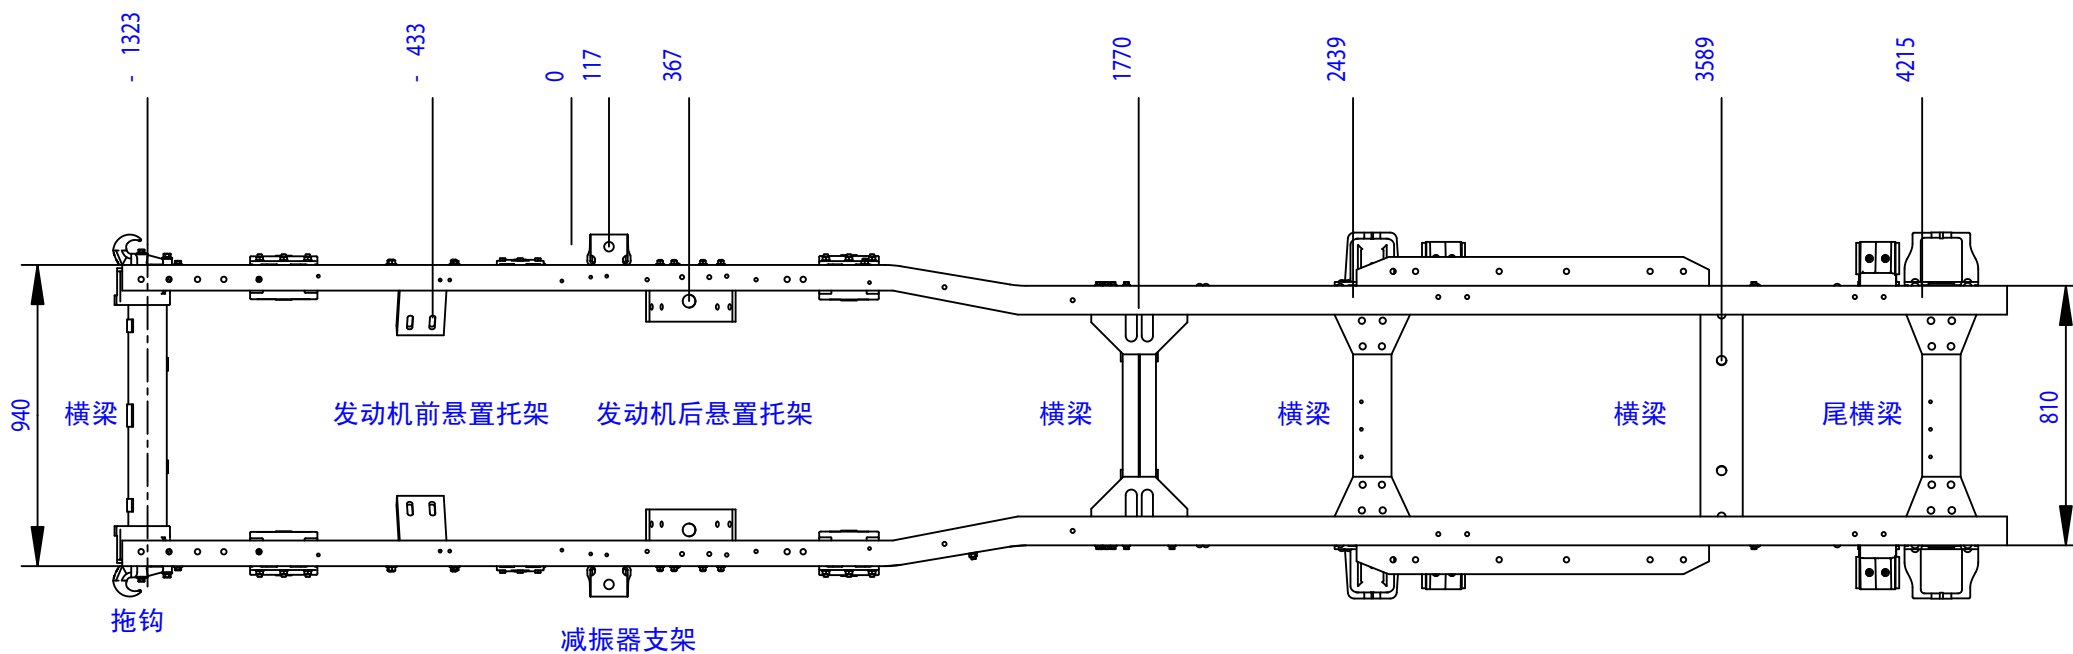 - 1323
- 433
0
117
367
1770
2439
3589
4215
940
横梁
发动机前悬置托架
发动机后悬置托架
横梁
横梁
横梁
尾横梁
810
拖钩
减振器支架